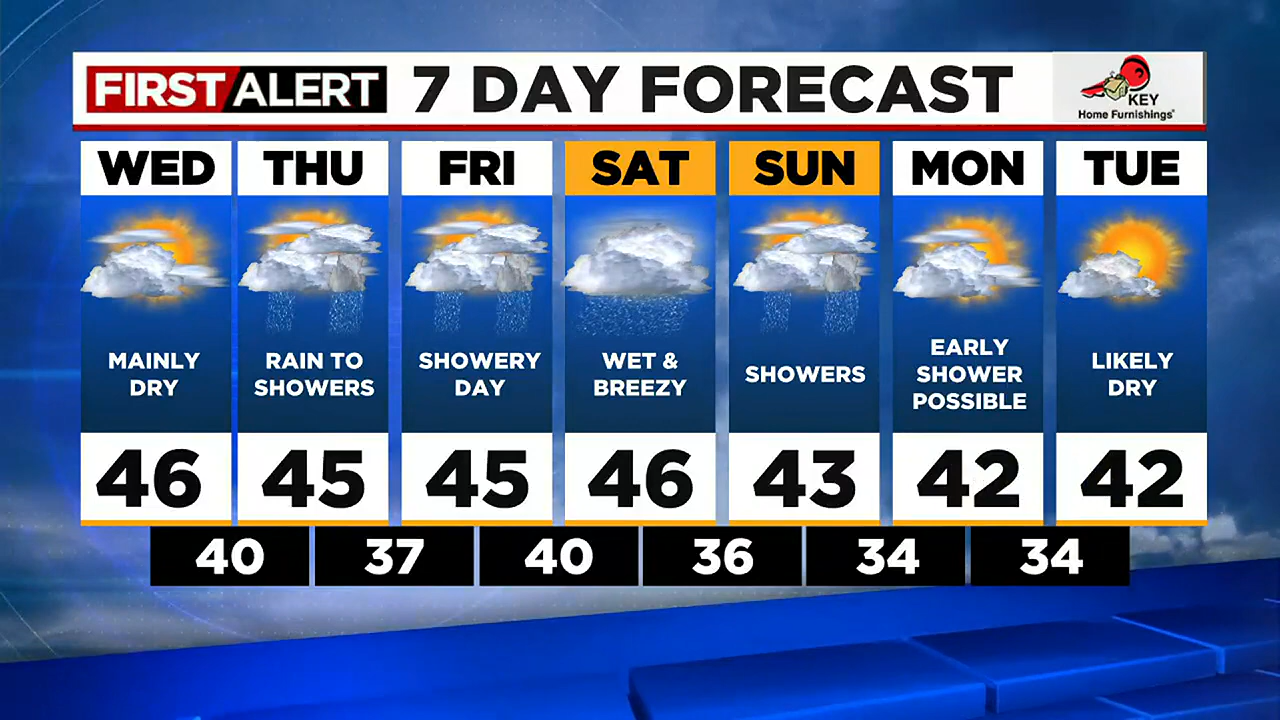 FIRST ALERT 7 DAY FORECAST
KEY
Home Furnishings®
WED THU FRI SAT SUN MON TUE
MAINLY
DRY
RAIN TO
SHOWERS
SHOWERY
DAY
WET &
BREEZY
SHOWERS
EARLY
SHOWER
POSSIBLE
LIKELY
DRY
46 45 45 46 43 42 42
40 37 40 36 34 34